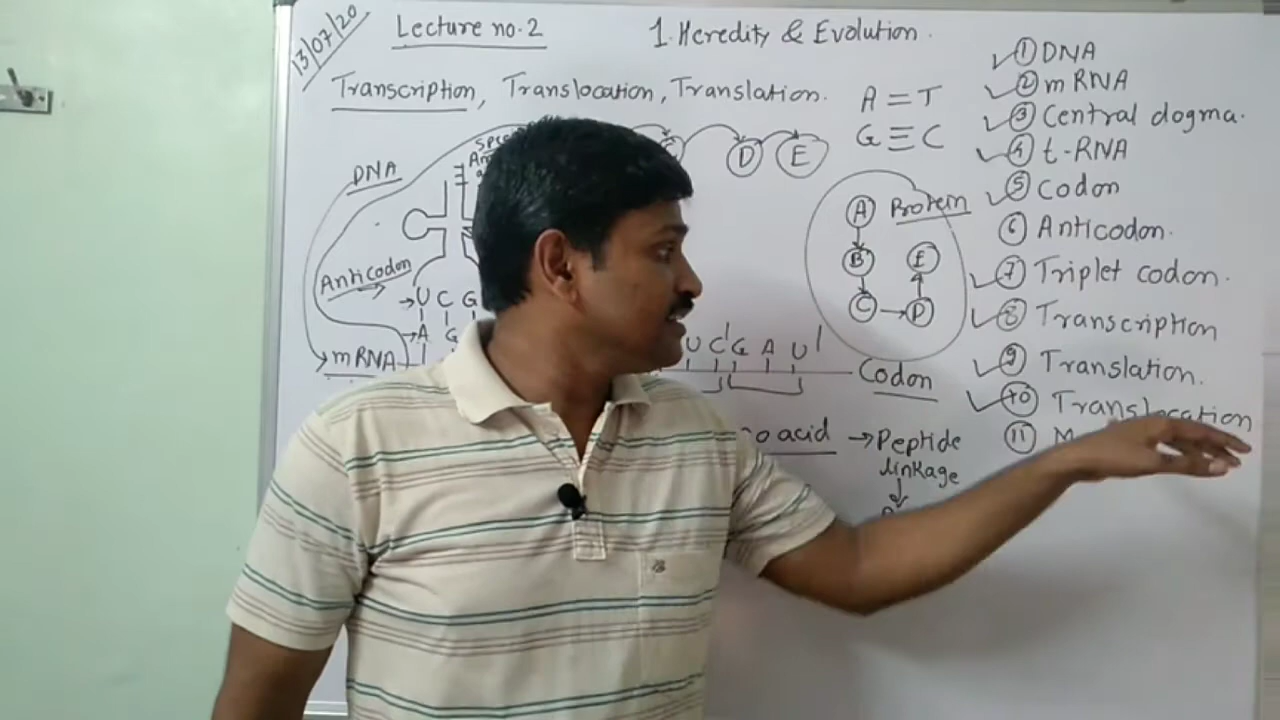 13/07/20
Lecture no. 2
1. Heredity & Evolution.
Transcription, Translocation, Translation.
A = T
G ≡ C
① DNA
② mRNA
③ Central dogma.
④ t-RNA
⑤ Codon
⑥ Anticodon.
⑦ Triplet codon.
⑧ Transcription
⑨ Translation.
⑩ Translocation
⑪ M
DNA
D E
A Protein
B E
C → D
Anticodon
U C G
A G
mRNA
U C G A U
Codon
acid → Peptide
linkage